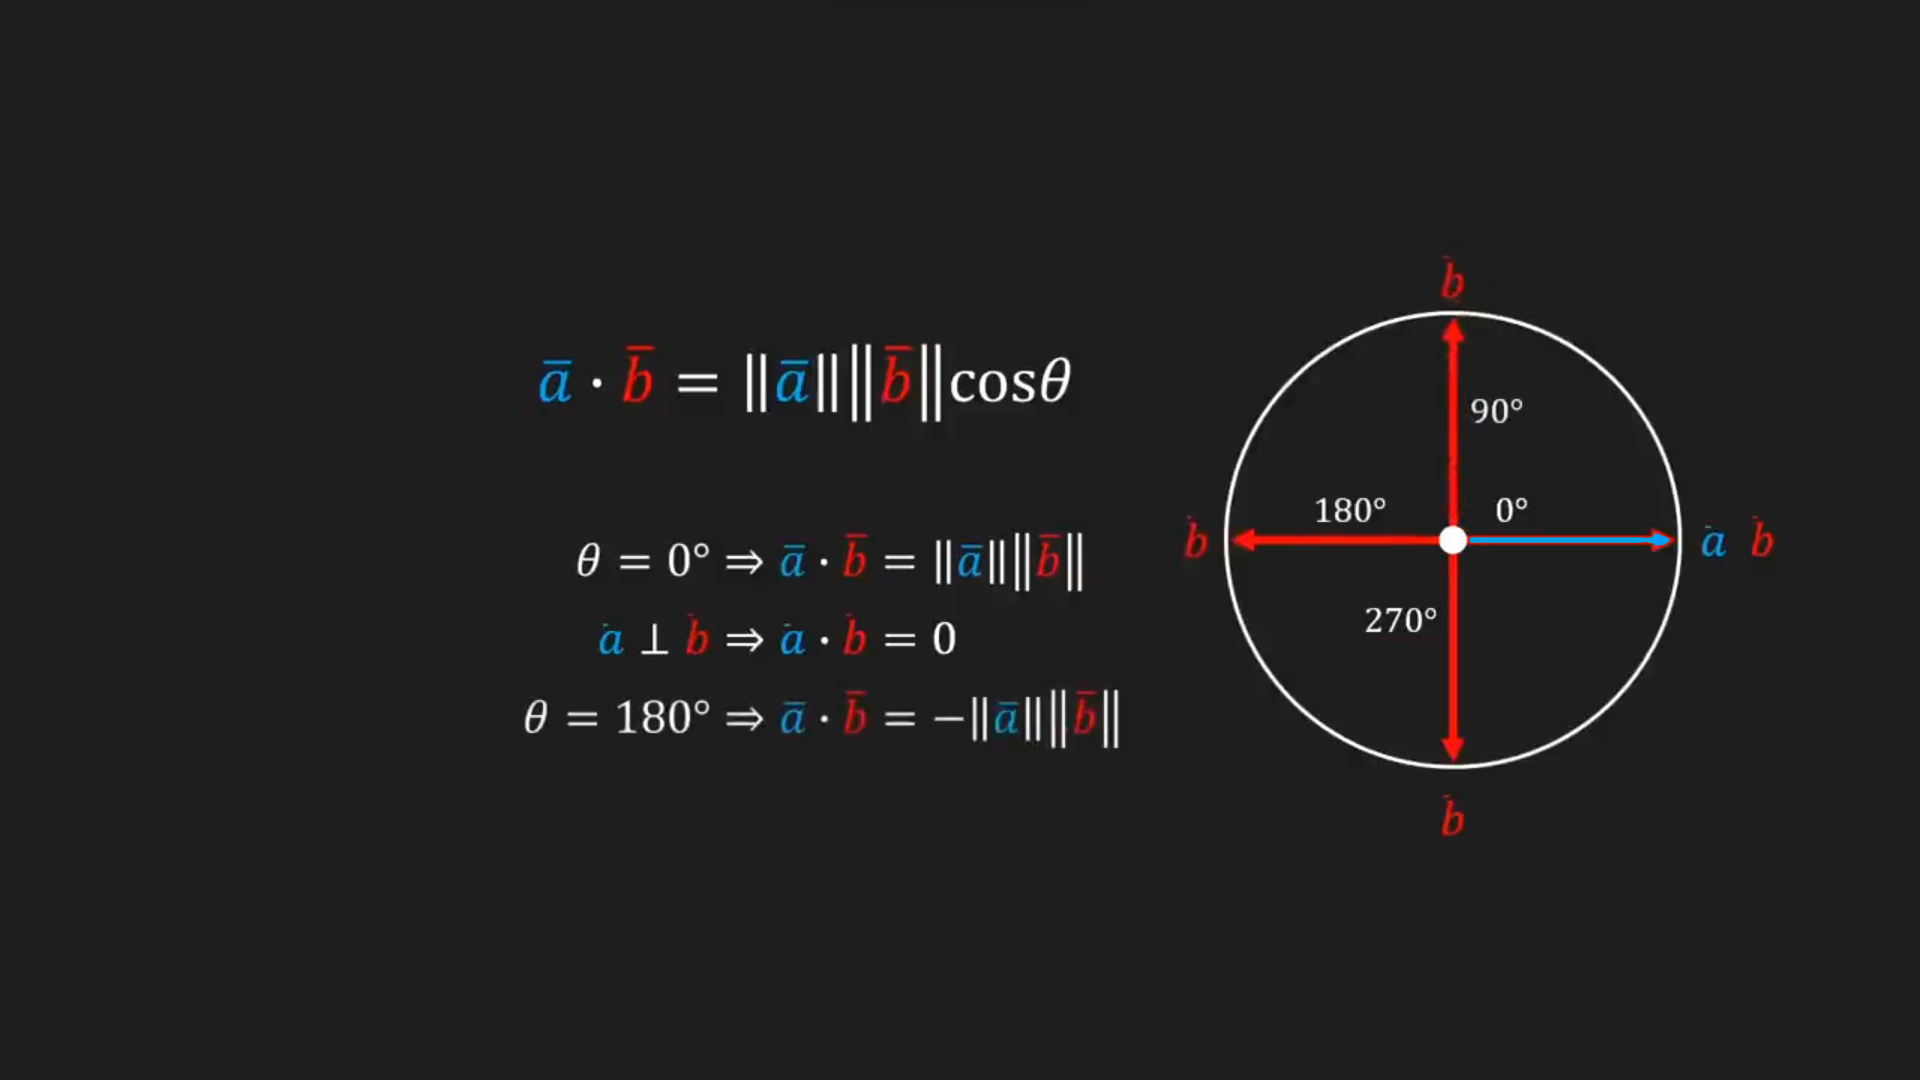 a̅ · b̅ = ‖a̅‖‖b̅‖cosθ
θ = 0° ⇒ a̅ · b̅ = ‖a̅‖‖b̅‖
a̅ ⊥ b̅ ⇒ a̅ · b̅ = 0
θ = 180° ⇒ a̅ · b̅ = −‖a̅‖‖b̅‖
b̅
90°
b̅ 180° 0° a̅ b̅
270°
b̅